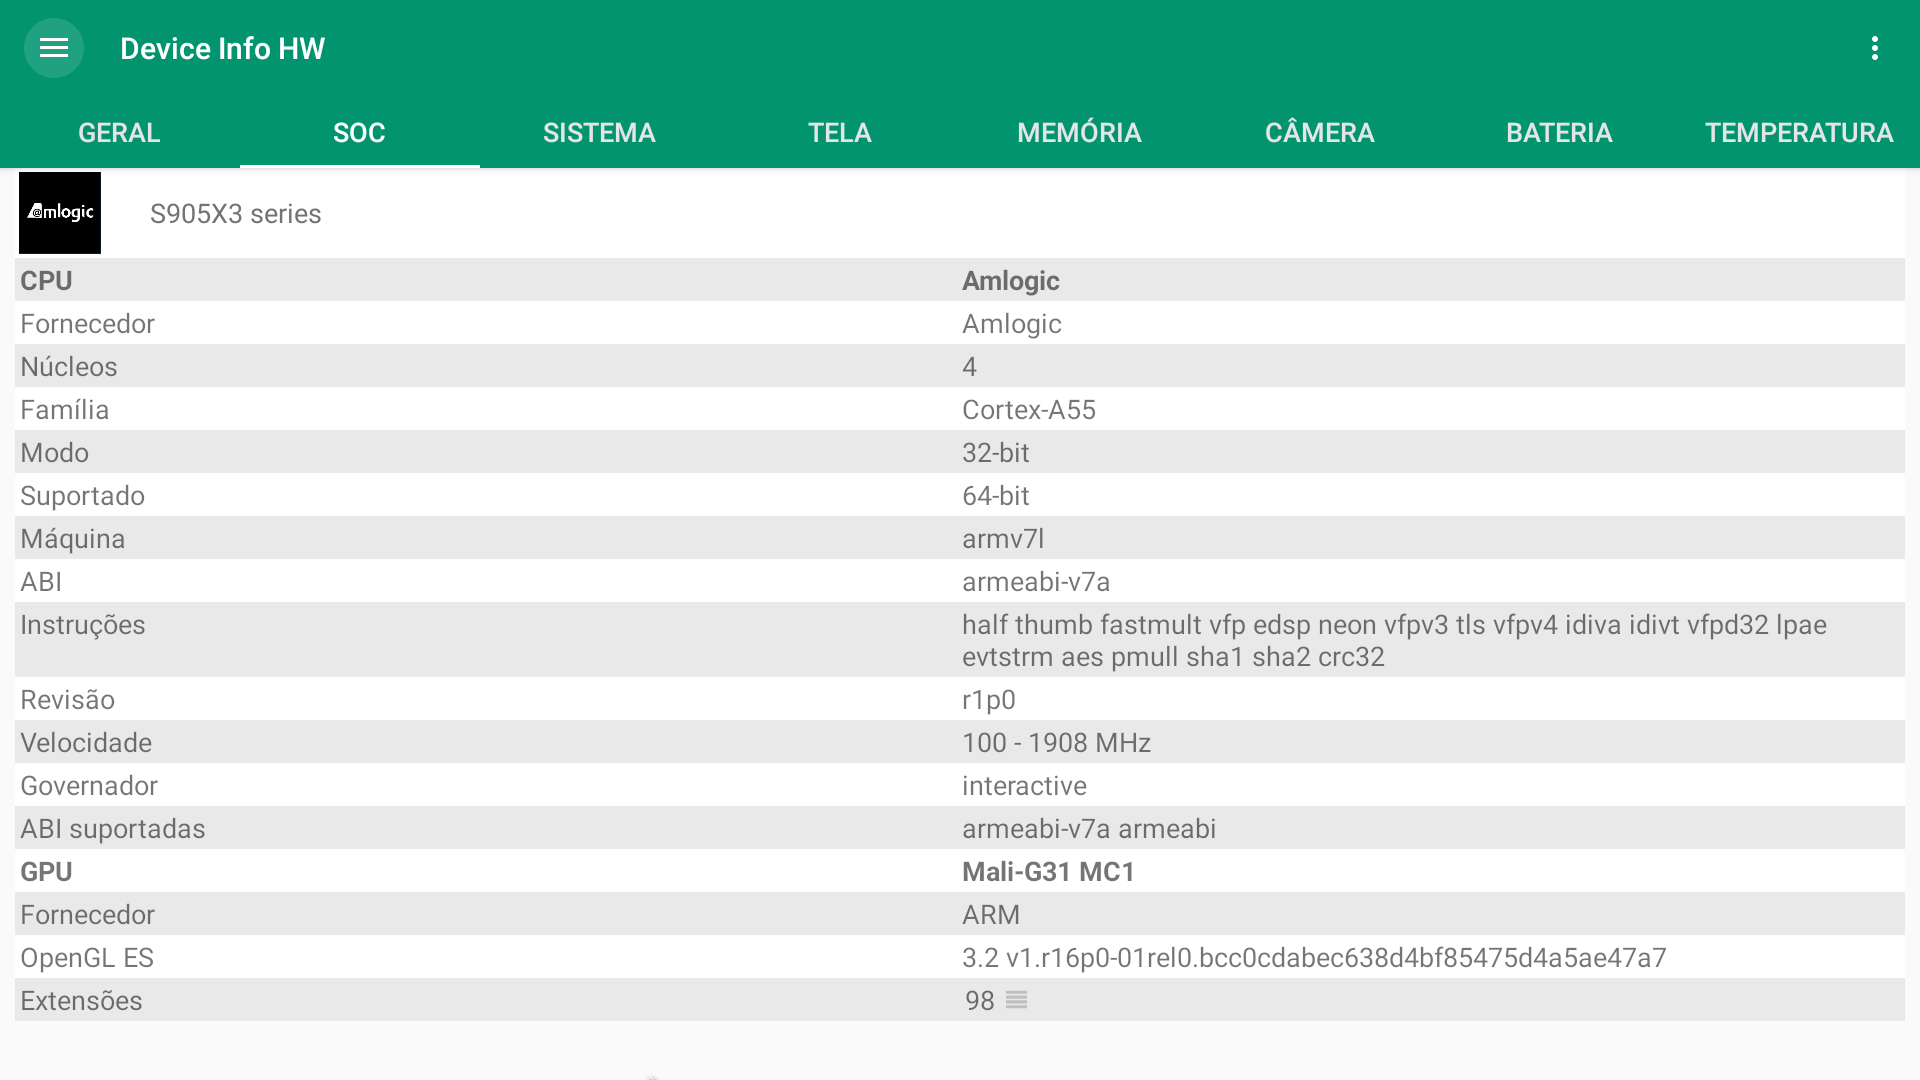 Device Info HW
GERAL SOC SISTEMA TELA MEMÓRIA CÂMERA BATERIA TEMPERATURA
Amlogic S905X3 series
CPU Amlogic
Fornecedor Amlogic
Núcleos 4
Família Cortex-A55
Modo 32-bit
Suportado 64-bit
Máquina armv7l
ABI armeabi-v7a
Instruções half thumb fastmult vfp edsp neon vfpv3 tls vfpv4 idiva idivt vfpd32 lpae
evtstrm aes pmull sha1 sha2 crc32
Revisão r1p0
Velocidade 100 - 1908 MHz
Governador interactive
ABI suportadas armeabi-v7a armeabi
GPU Mali-G31 MC1
Fornecedor ARM
OpenGL ES 3.2 v1.r16p0-01rel0.bcc0cdabec638d4bf85475d4a5ae47a7
Extensões 98